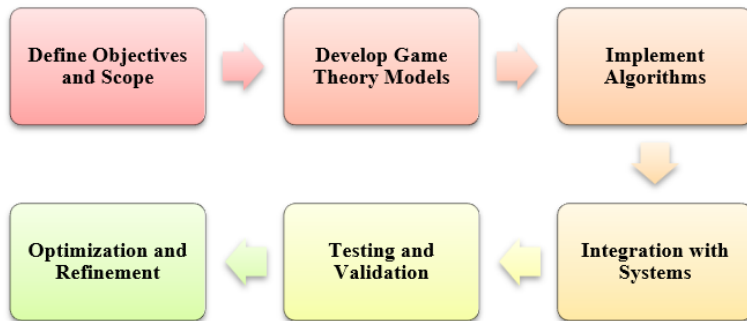 Define Objectives
and Scope
Develop Game
Theory Models
Implement
Algorithms
Integration with
Systems
Testing and
Validation
Optimization and
Refinement